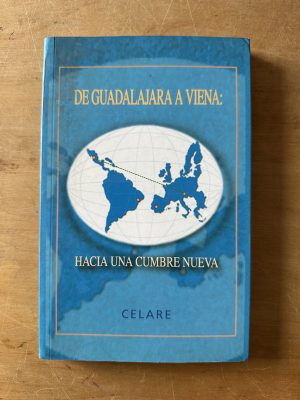 DE GUADALAJARA A VIENA:
HACIA UNA CUMBRE NUEVA
CELARE